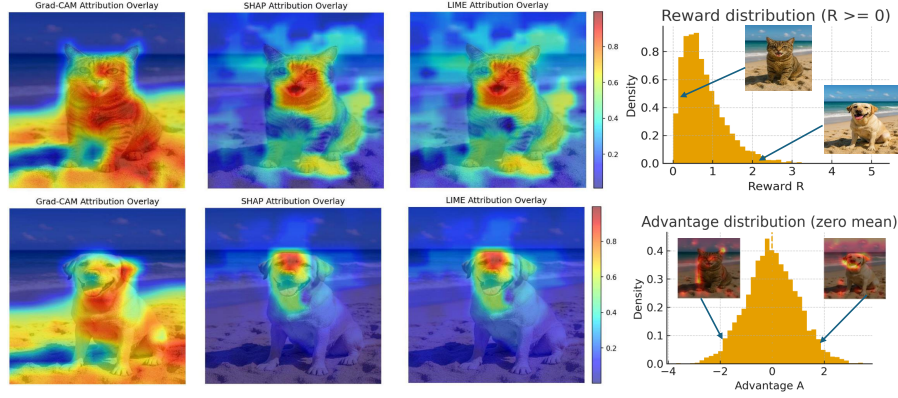 Grad-CAM Attribution Overlay
SHAP Attribution Overlay
LIME Attribution Overlay
0.8
0.6
0.4
0.2
Reward distribution (R >= 0)
Density
0.8
0.6
0.4
0.2
0.0
0 1 2 3 4 5
Reward R
Grad-CAM Attribution Overlay
SHAP Attribution Overlay
LIME Attribution Overlay
0.8
0.6
0.4
0.2
Advantage distribution (zero mean)
Density
0.4
0.3
0.2
0.1
0.0
−4 −2 0 2
Advantage A